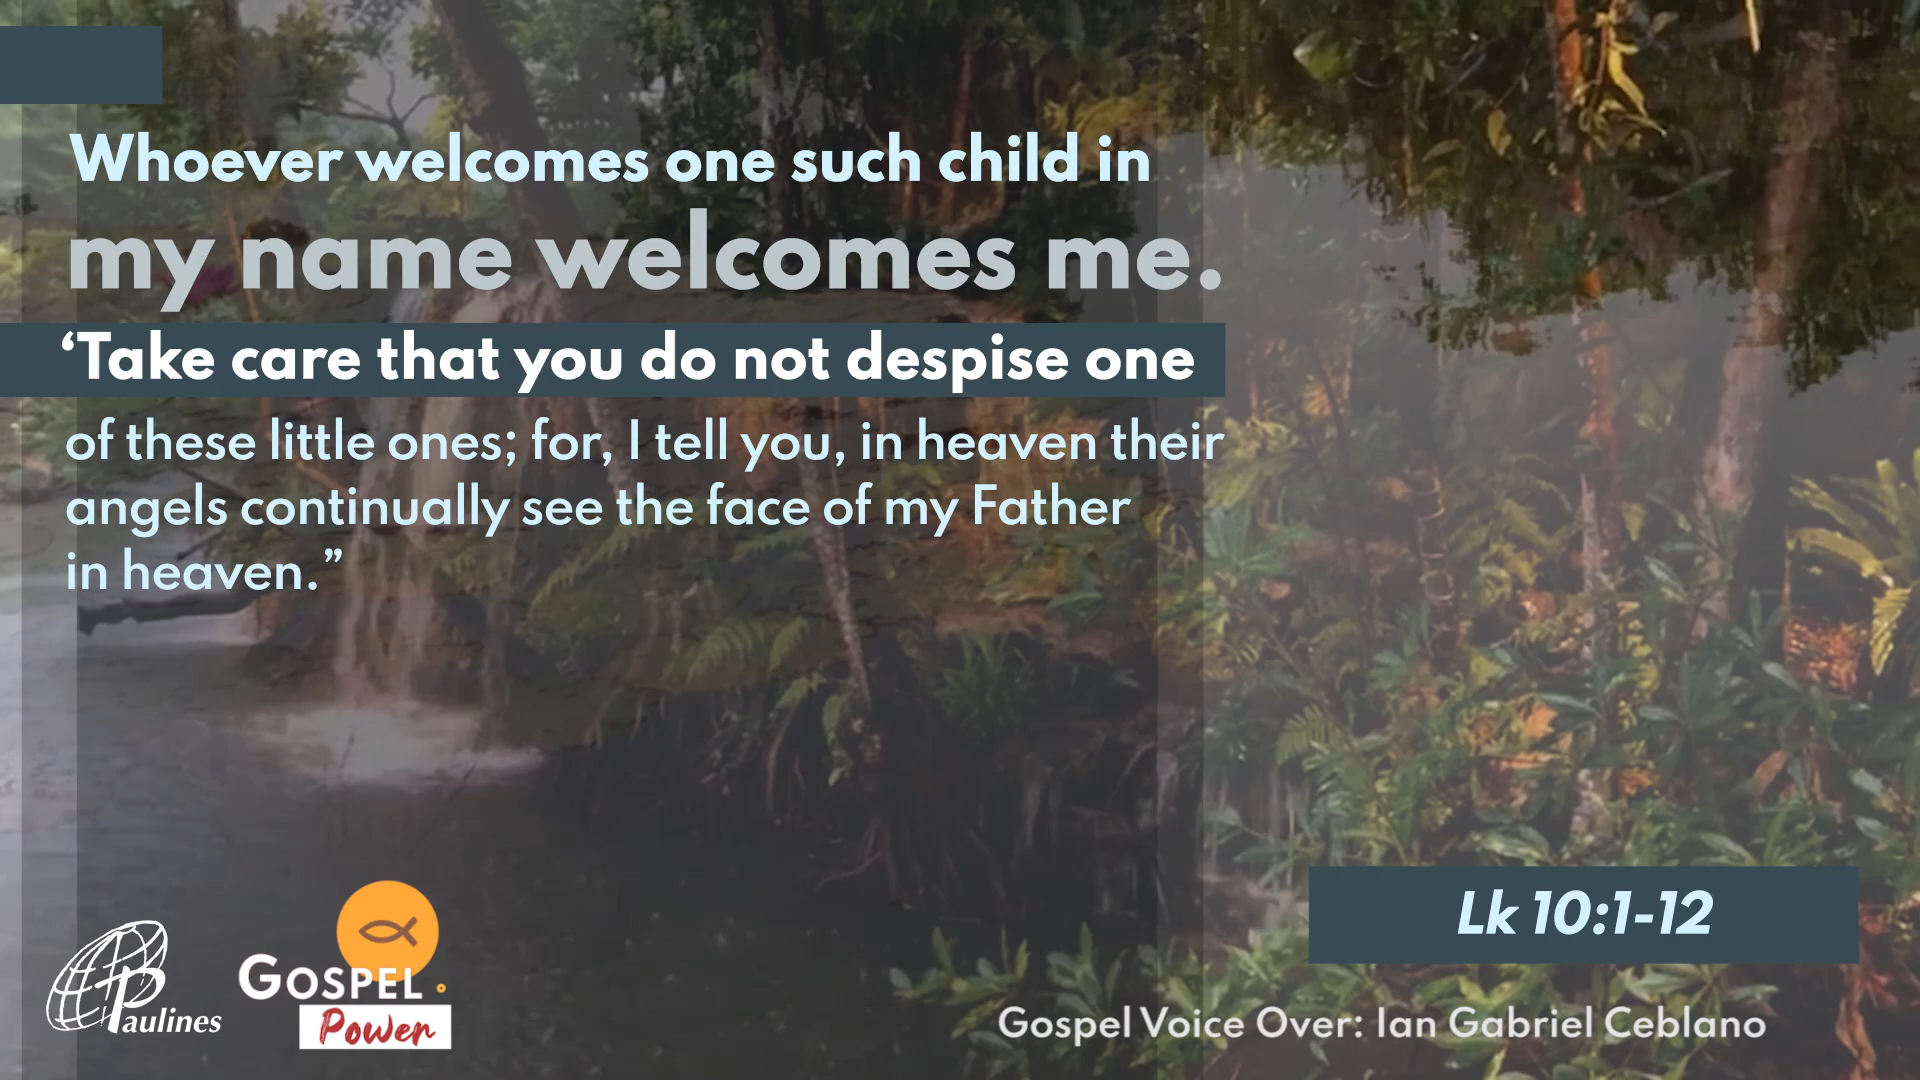 Whoever welcomes one such child in
my name welcomes me.
‘Take care that you do not despise one
of these little ones; for, I tell you, in heaven their
angels continually see the face of my Father
in heaven.”
Lk 10:1-12
Paulines
GOSPEL
Power
Gospel Voice Over: Ian Gabriel Ceblano